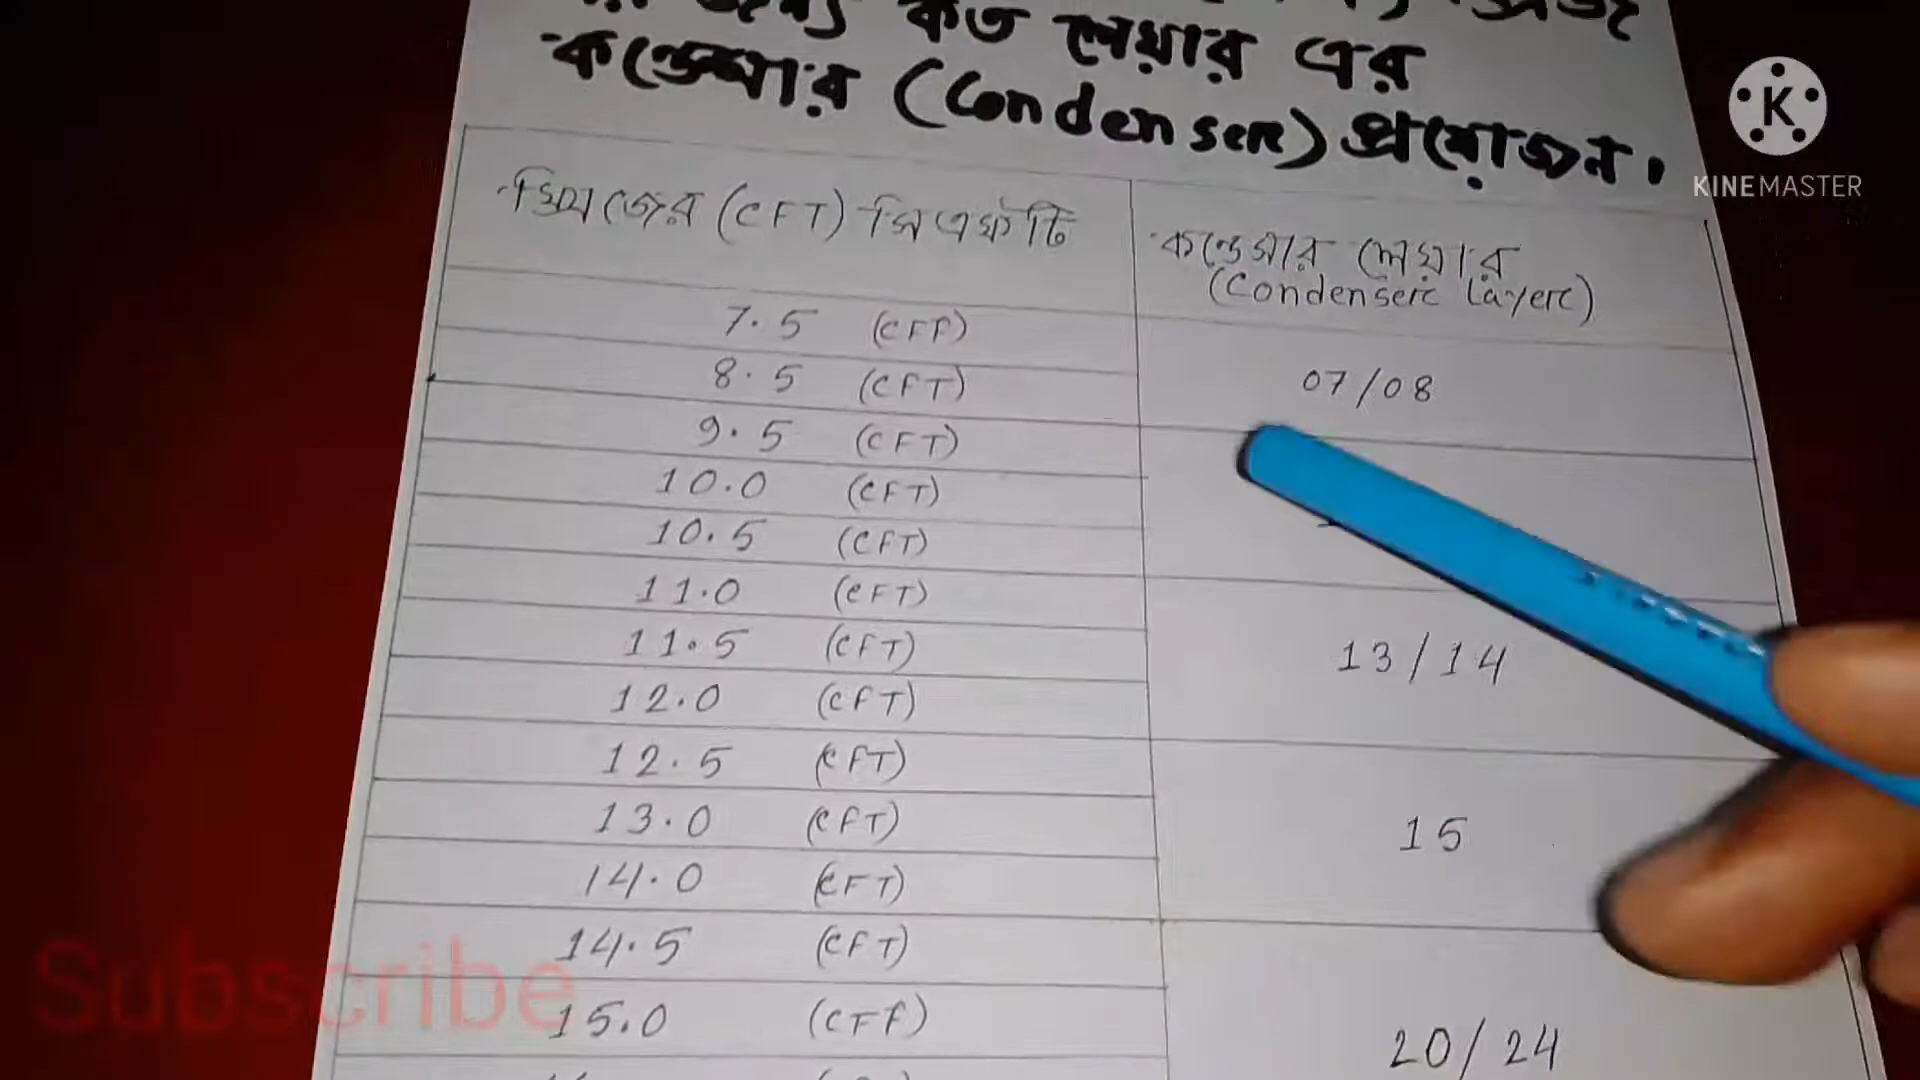 কত লেয়ার এর
কন্ডেন্সার (Condenser) প্রয়োজন।
KINEMASTER
ফ্রিজের (CFT) সিএফটি
কন্ডেন্সার লেয়ার
(Condenser Layer)
7.5 (CFT)
8.5 (CFT)
07/08
9.5 (CFT)
10.0 (CFT)
10.5 (CFT)
11.0 (CFT)
11.5 (CFT)
13/14
12.0 (CFT)
12.5 (CFT)
13.0 (CFT)
15
14.0 (CFT)
14.5 (CFT)
Subscribe
15.0 (CFT)
20/24